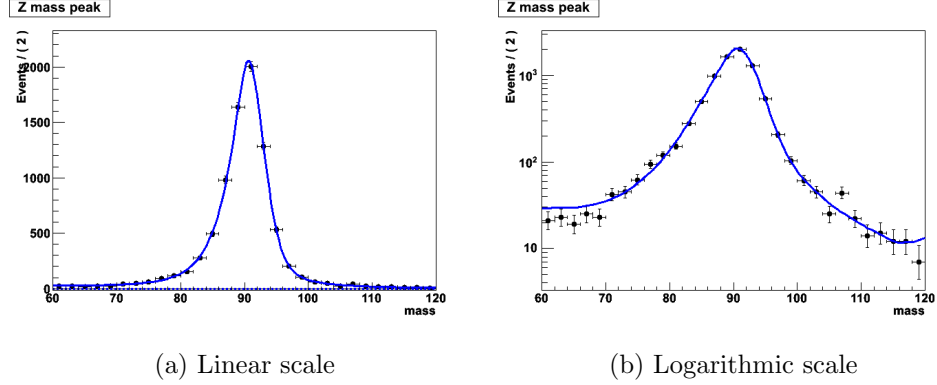 Z mass peak
Events / ( 2 )
2000
1500
1000
500
0
60 70 80 90 100 110 120
mass
(a) Linear scale
Z mass peak
Events / ( 2 )
10³
10²
10
60 70 80 90 100 110 120
mass
(b) Logarithmic scale